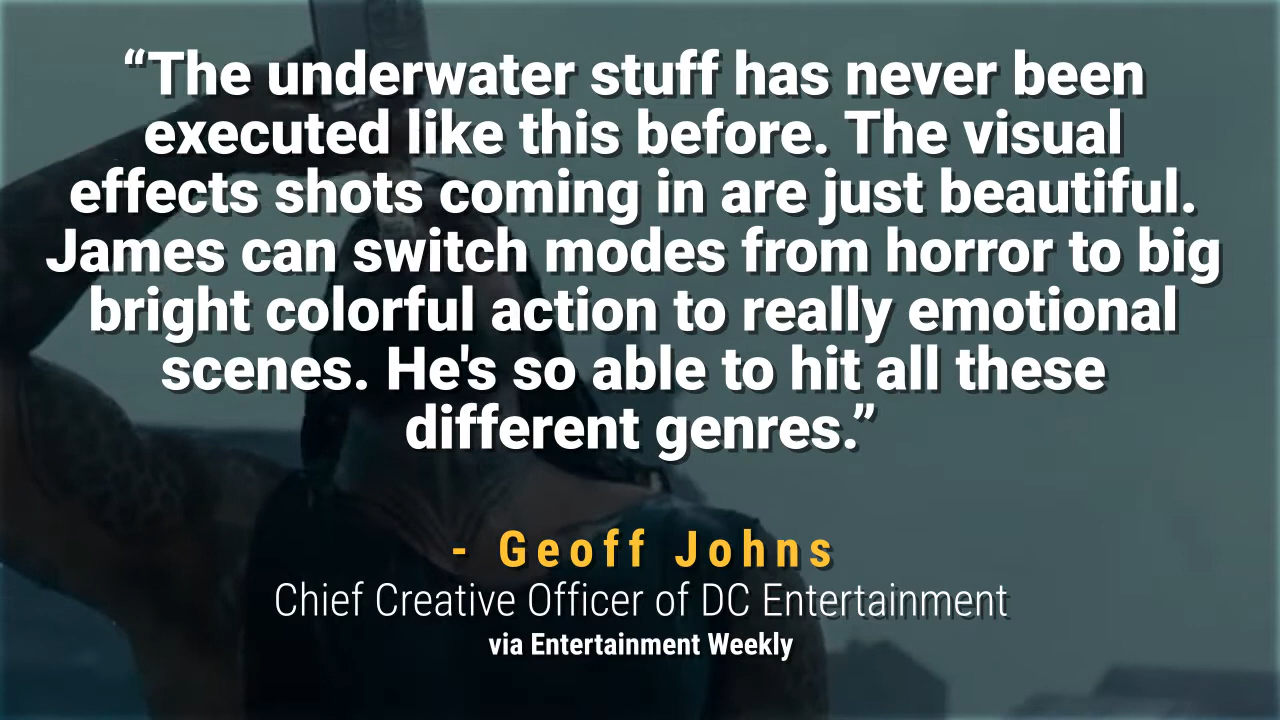 “The underwater stuff has never been
executed like this before. The visual
effects shots coming in are just beautiful.
James can switch modes from horror to big
bright colorful action to really emotional
scenes. He's so able to hit all these
different genres.”
- Geoff Johns
Chief Creative Officer of DC Entertainment
via Entertainment Weekly